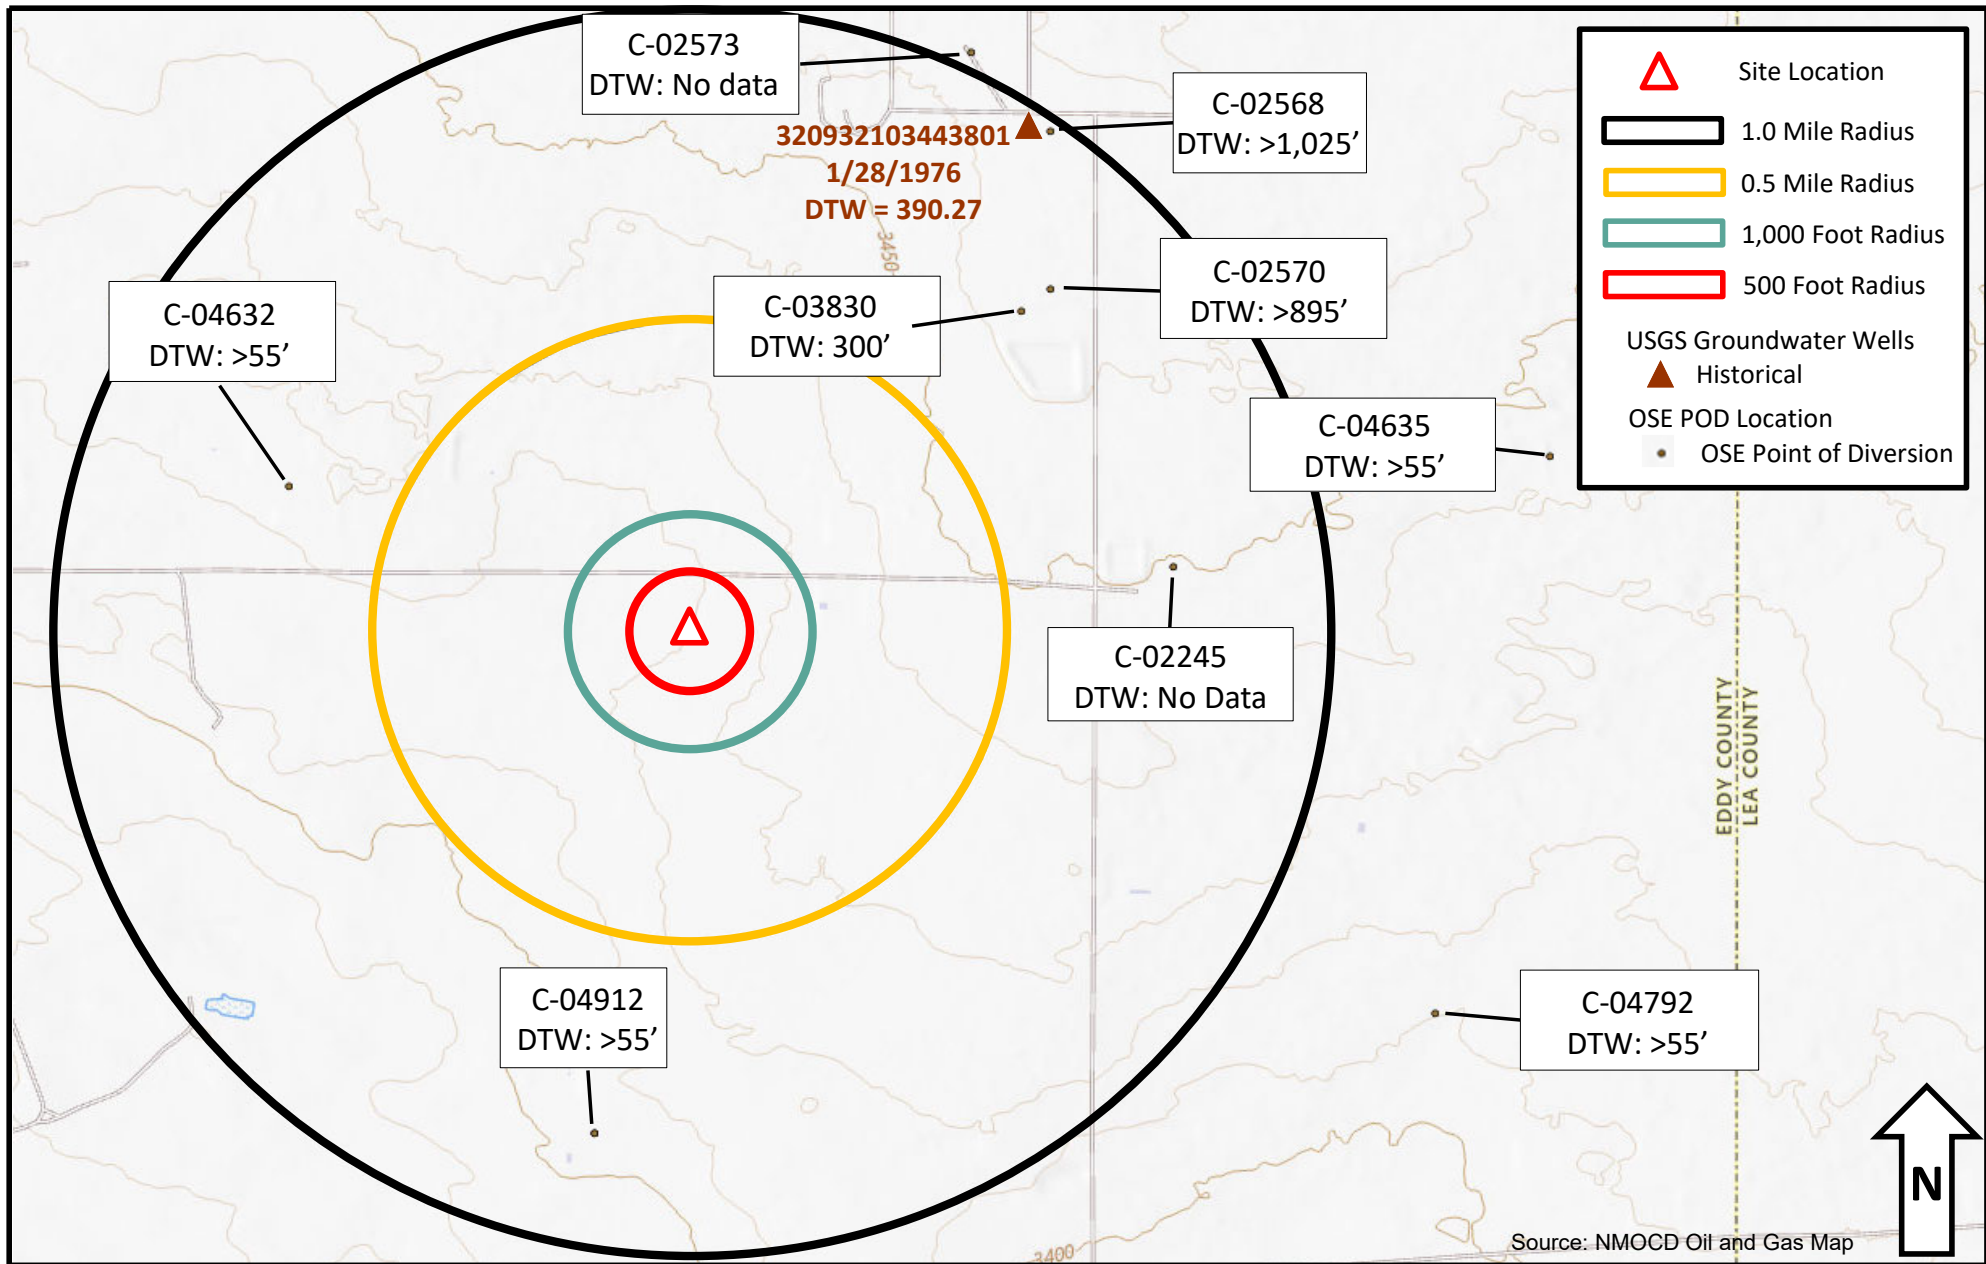 C-02573
DTW: No data
320932103443801
1/28/1976
DTW = 390.27
C-02568
DTW: >1,025’
Site Location
1.0 Mile Radius
0.5 Mile Radius
1,000 Foot Radius
500 Foot Radius
USGS Groundwater Wells
Historical
OSE POD Location
OSE Point of Diversion
3450
C-02570
DTW: >895’
C-03830
DTW: 300’
C-04632
DTW: >55’
C-04635
DTW: >55’
C-02245
DTW: No Data
EDDY COUNTY
LEA COUNTY
C-04912
DTW: >55’
C-04792
DTW: >55’
N
3400
Source: NMOCD Oil and Gas Map